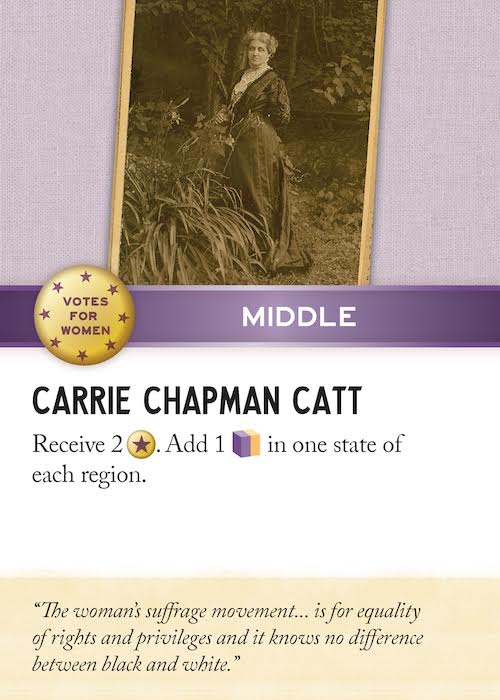 VOTES
FOR
WOMEN
MIDDLE
CARRIE CHAPMAN CATT
Receive 2 . Add 1 in one state of
each region.
“The woman’s suffrage movement... is for equality
of rights and privileges and it knows no difference
between black and white.”